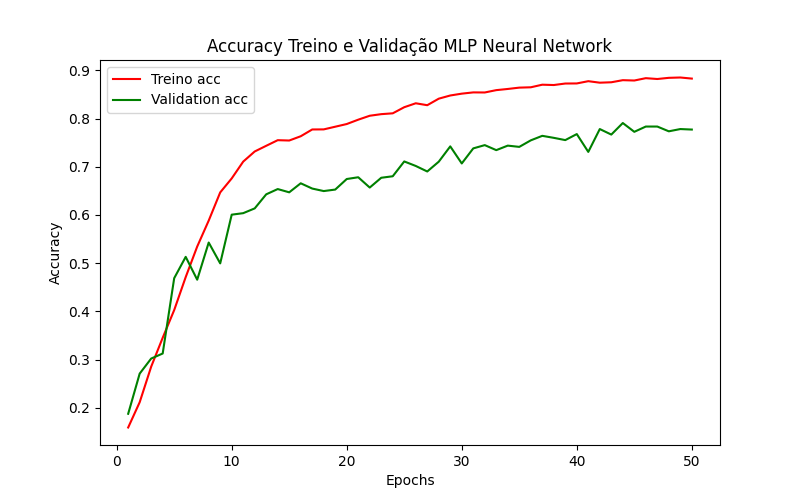 Accuracy Treino e Validação MLP Neural Network
Treino acc
Validation acc
Accuracy
0.9
0.8
0.7
0.6
0.5
0.4
0.3
0.2
0 10 20 30 40 50
Epochs